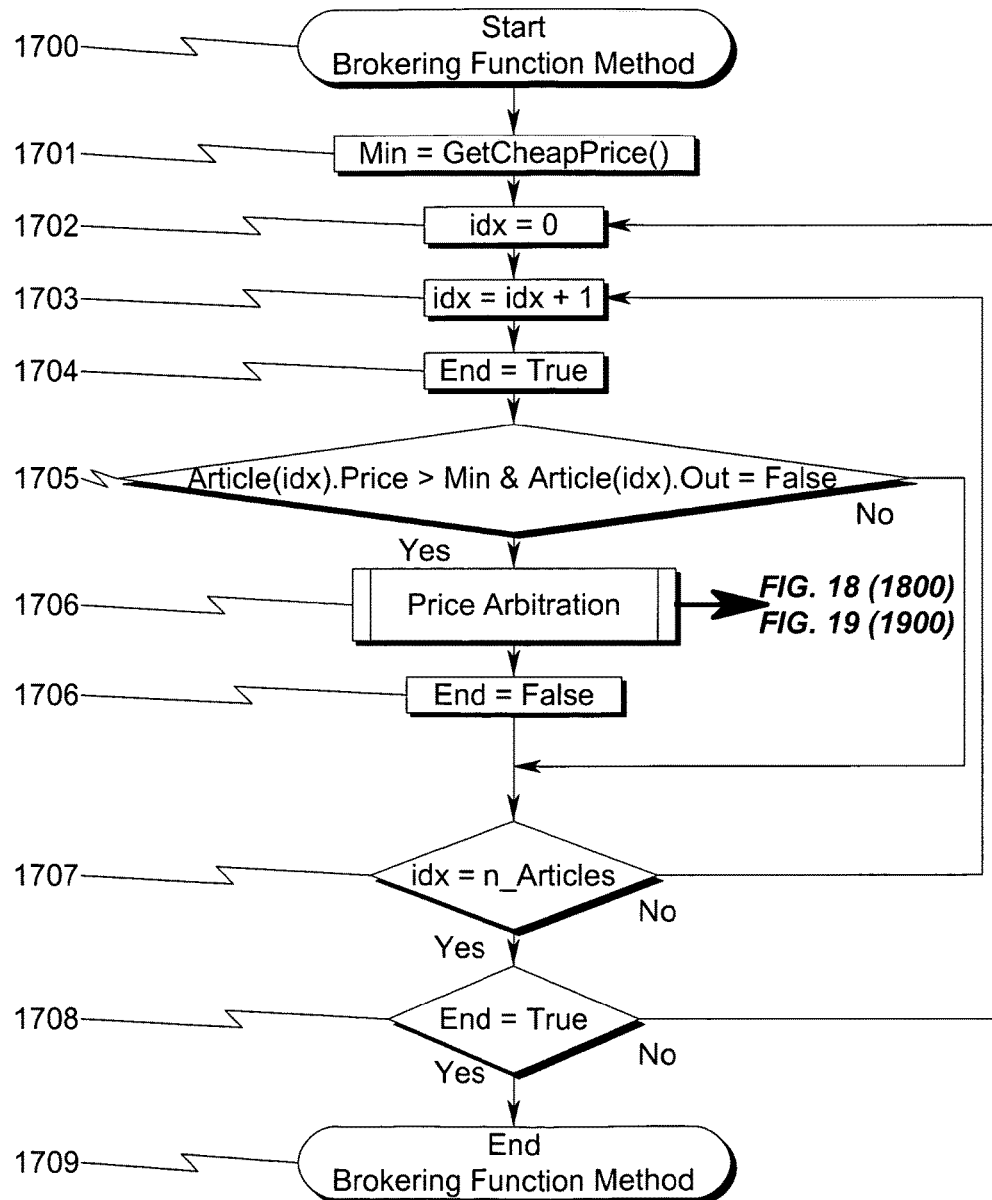 1700
Start
Brokering Function Method
1701
Min = GetCheapPrice()
1702
idx = 0
1703
idx = idx + 1
1704
End = True
1705
Article(idx).Price > Min & Article(idx).Out = False
No
Yes
1706
Price Arbitration
FIG. 18 (1800)
FIG. 19 (1900)
1706
End = False
1707
idx = n_Articles
No
Yes
1708
End = True
No
Yes
1709
End
Brokering Function Method